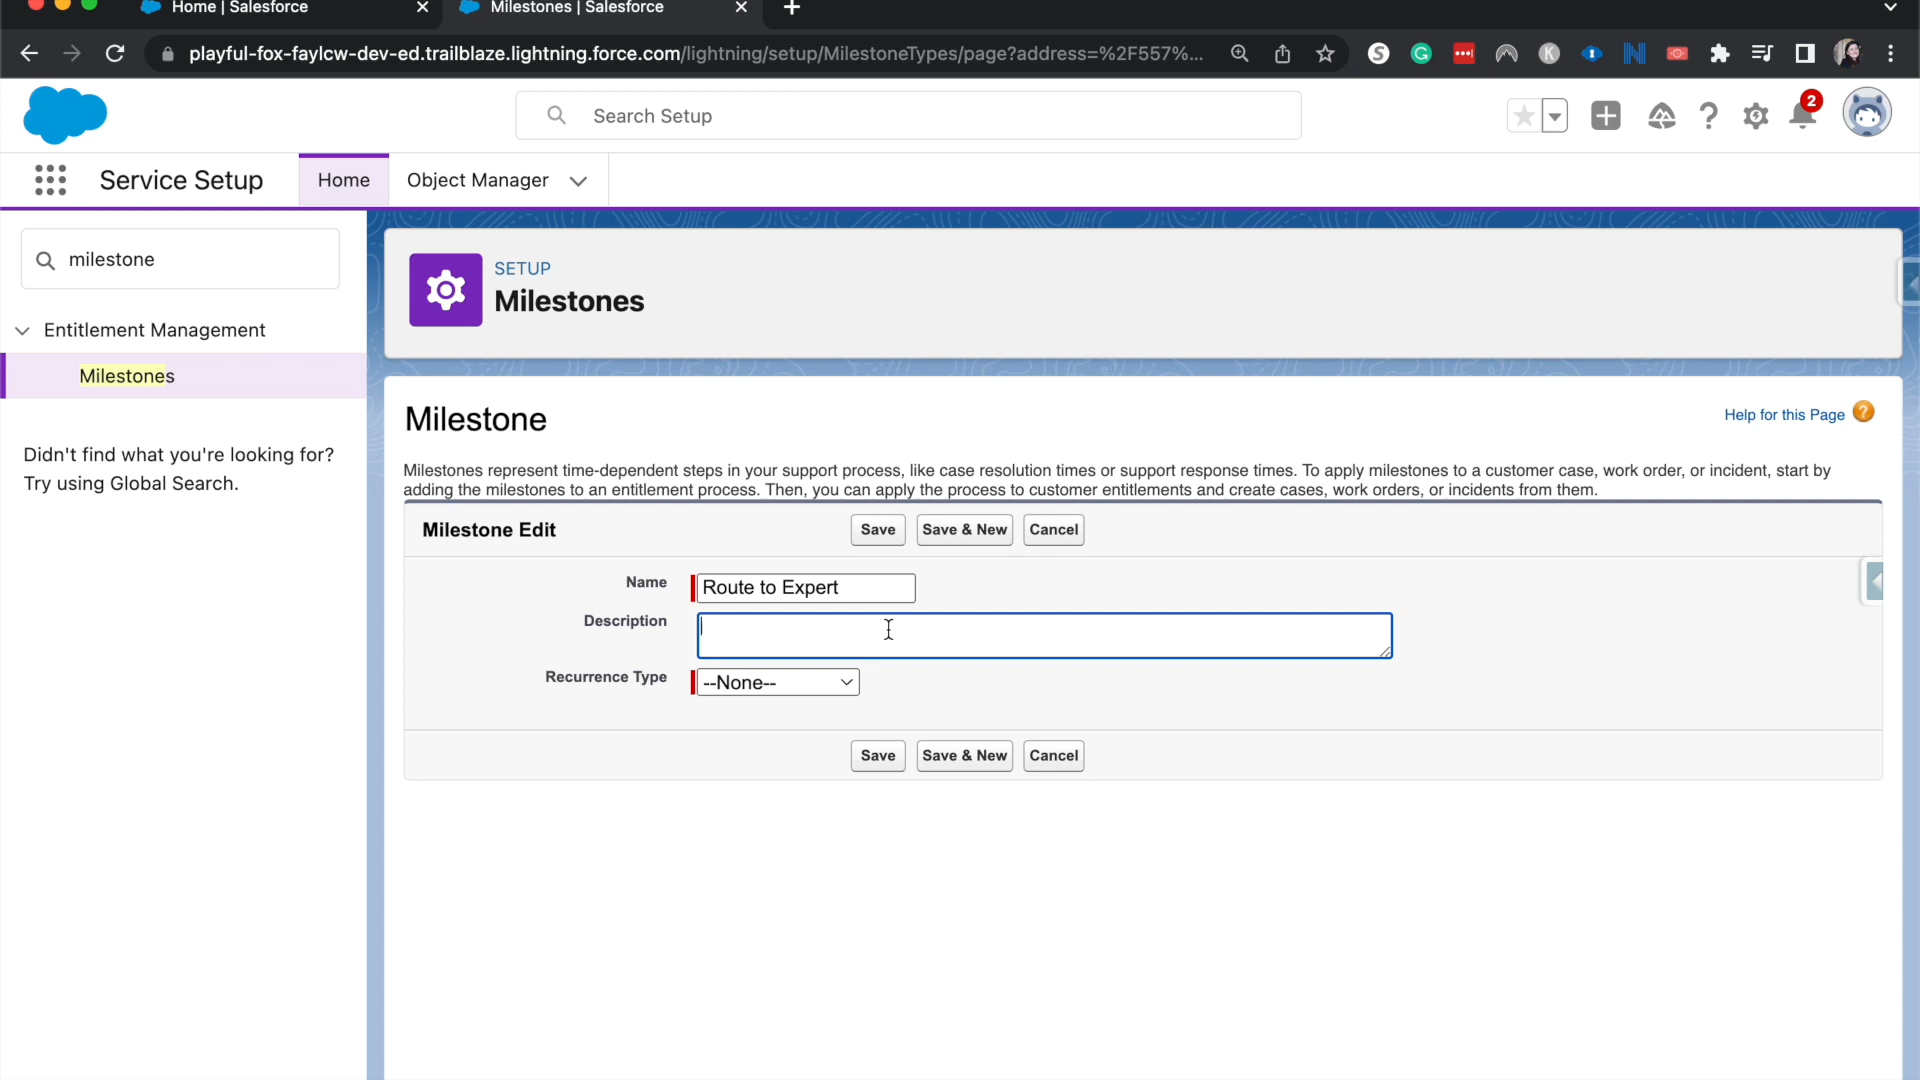 Home | Salesforce
Milestones | Salesforce
playful-fox-faylcw-dev-ed.trailblaze.lightning.force.com/lightning/setup/MilestoneTypes/page?address=%2F557%...
Search Setup
2
Service Setup
Home
Object Manager
milestone
Entitlement Management
Milestones
Didn't find what you're looking for?
Try using Global Search.
SETUP
Milestones
Milestone
Help for this Page
Milestones represent time-dependent steps in your support process, like case resolution times or support response times. To apply milestones to a customer case, work order, or incident, start by
adding the milestones to an entitlement process. Then, you can apply the process to customer entitlements and create cases, work orders, or incidents from them.
Milestone Edit
Save
Save & New
Cancel
Name
Route to Expert
Description
Recurrence Type
--None--
Save
Save & New
Cancel